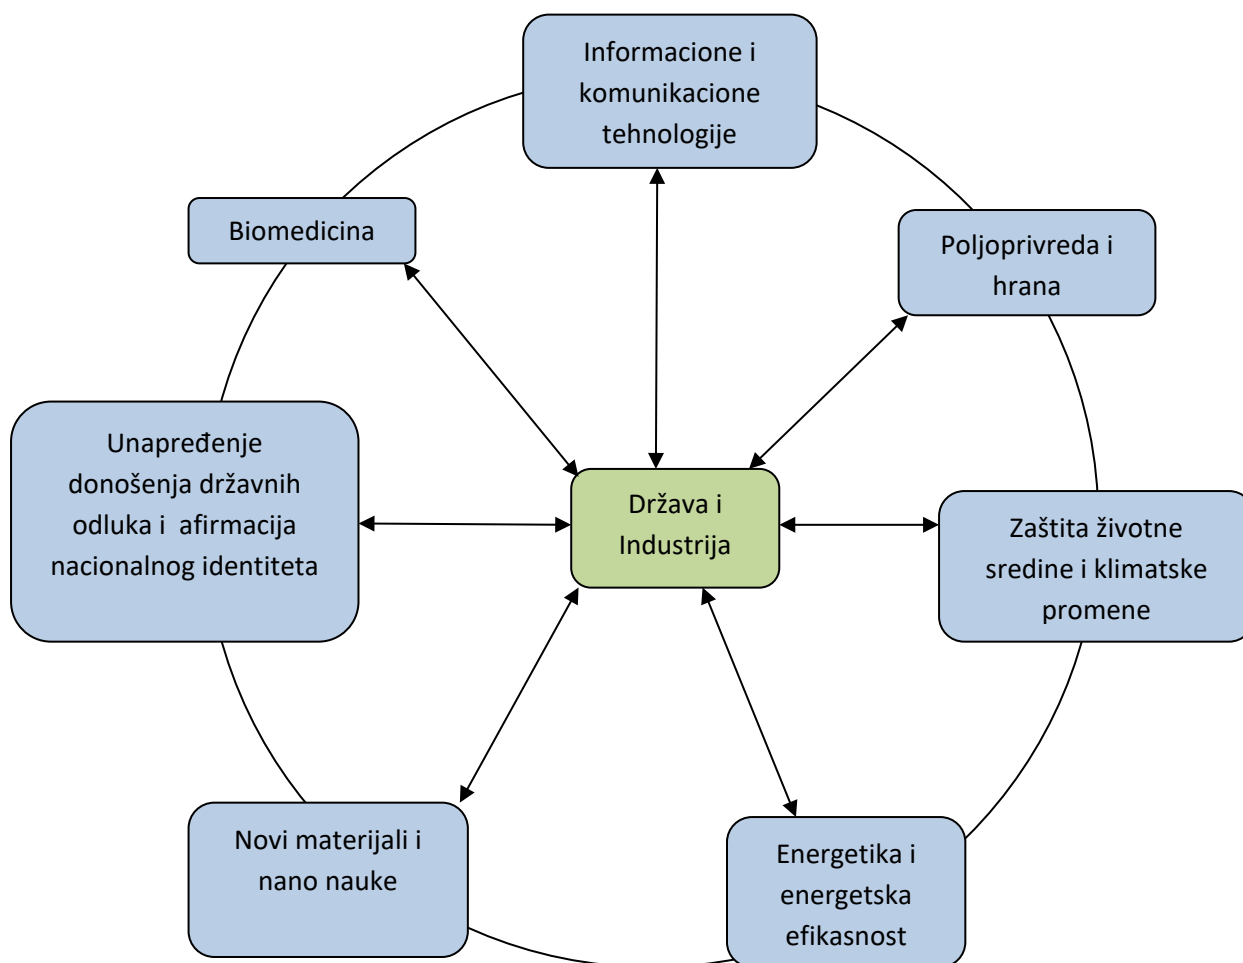 Informacione i
komunikacione
tehnologije
Biomedicina
Poljoprivreda i
hrana
Unapređenje
donošenja državnih
odluka i  afirmacija
nacionalnog identiteta
Država i
Industrija
Zaštita životne
sredine i klimatske
promene
Novi materijali i
nano nauke
Energetika i
energetska
efikasnost